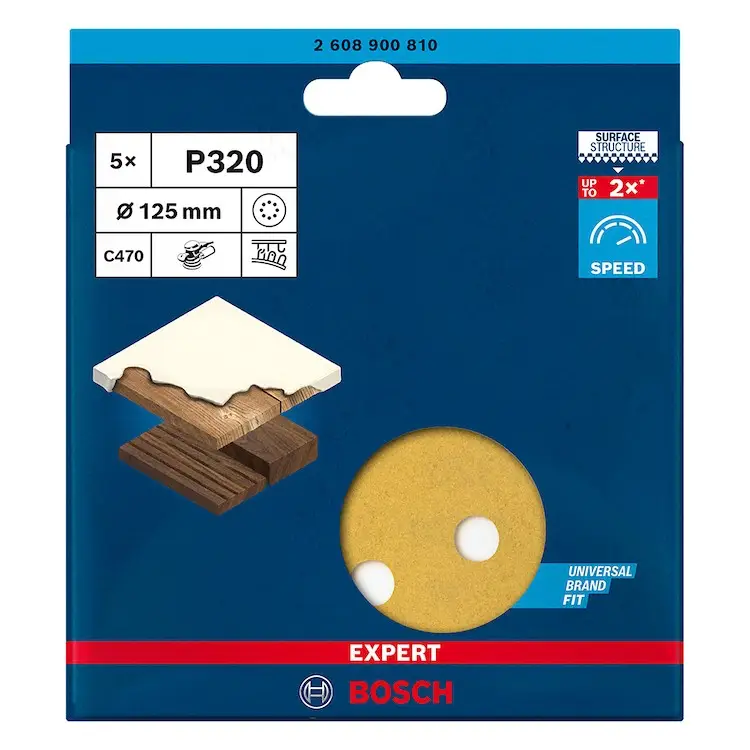 2 608 900 810
5× P320
Ø 125 mm
C470
SURFACE
STRUCTURE
UP TO 2×*
SPEED
UNIVERSAL
BRAND
FIT
EXPERT
BOSCH